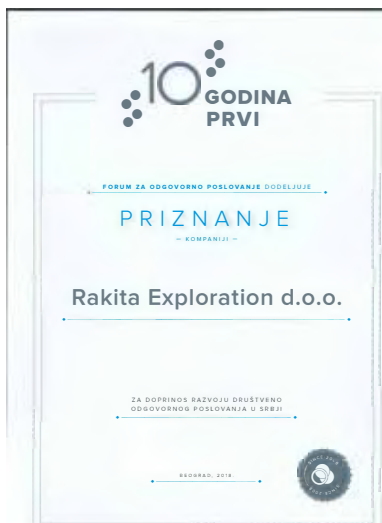 10 GODINA
PRVI
FORUM ZA ODGOVORNO POSLOVANJE DODELJUJE
PRIZNANJE
— KOMPANIJI —
Rakita Exploration d.o.o.
ZA DOPRINOS RAZVOJU DRUŠTVENO
ODGOVORNOG POSLOVANJA U SRBJI
BEOGRAD, 2018